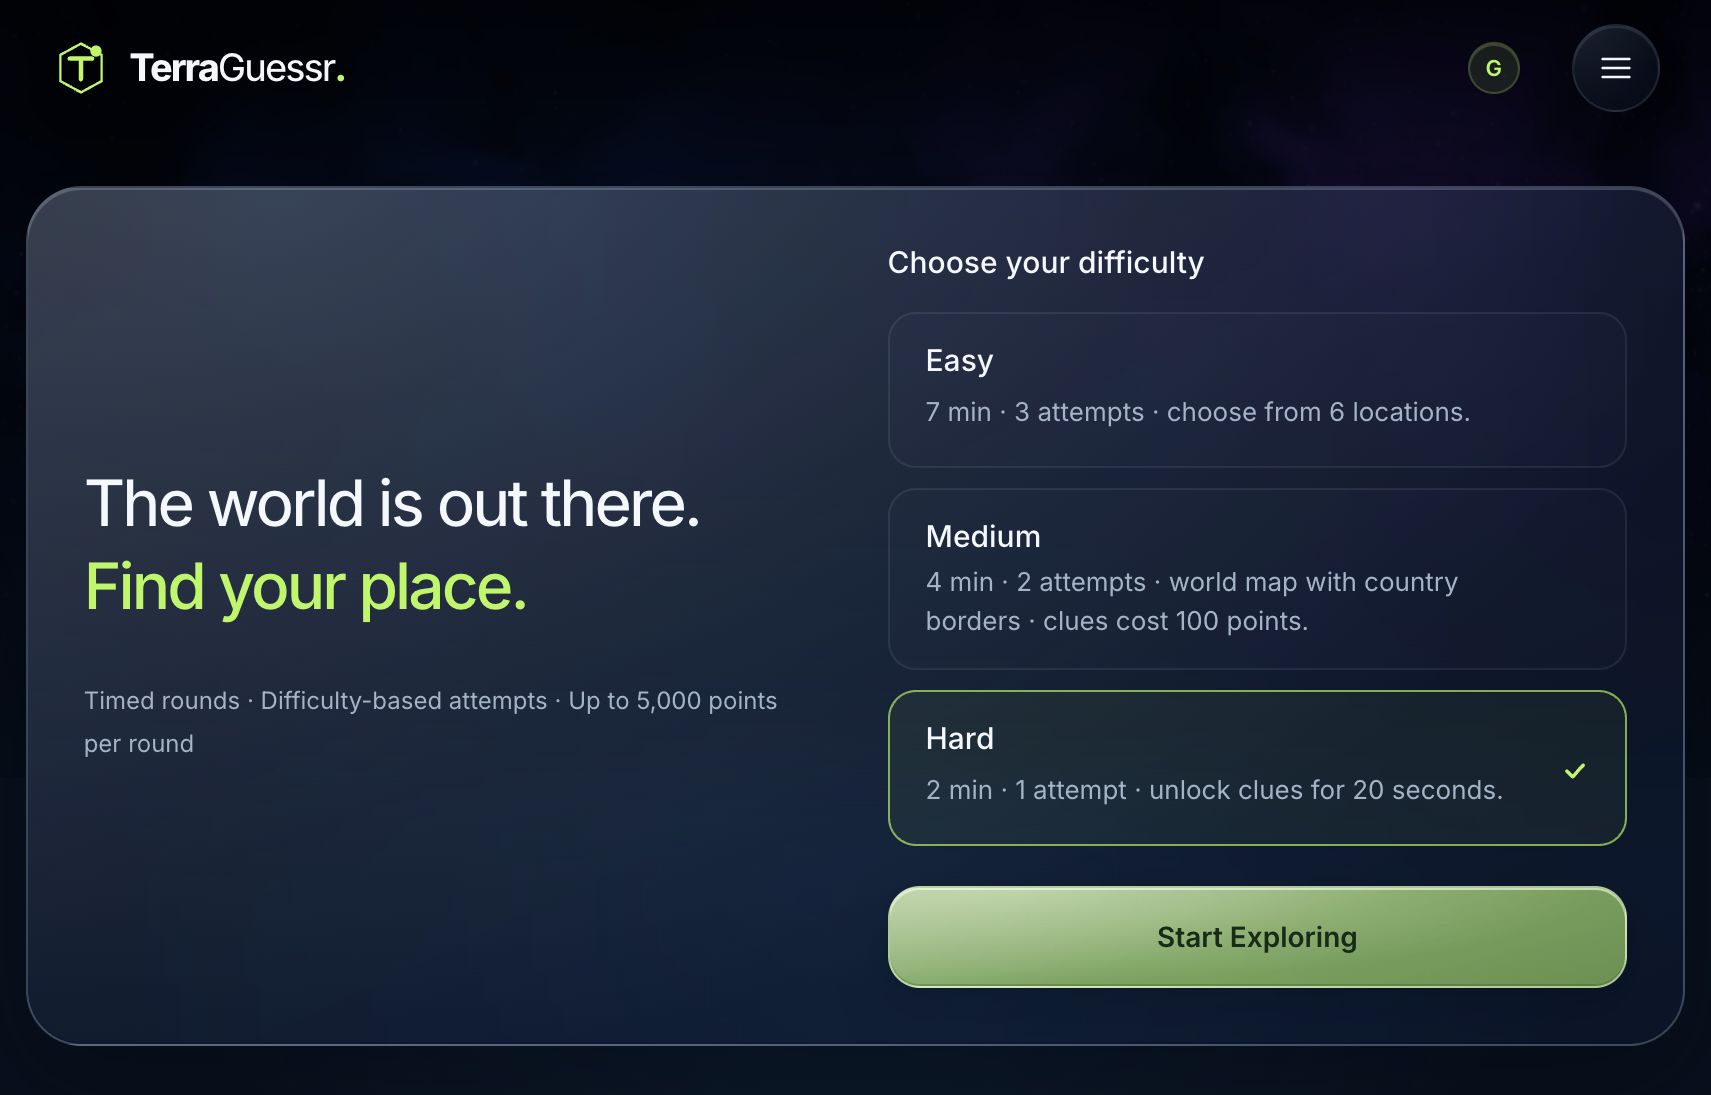 TerraGuessr.
G
The world is out there.
Find your place.
Timed rounds · Difficulty-based attempts · Up to 5,000 points
per round
Choose your difficulty
Easy
7 min · 3 attempts · choose from 6 locations.
Medium
4 min · 2 attempts · world map with country
borders · clues cost 100 points.
Hard
2 min · 1 attempt · unlock clues for 20 seconds.
Start Exploring